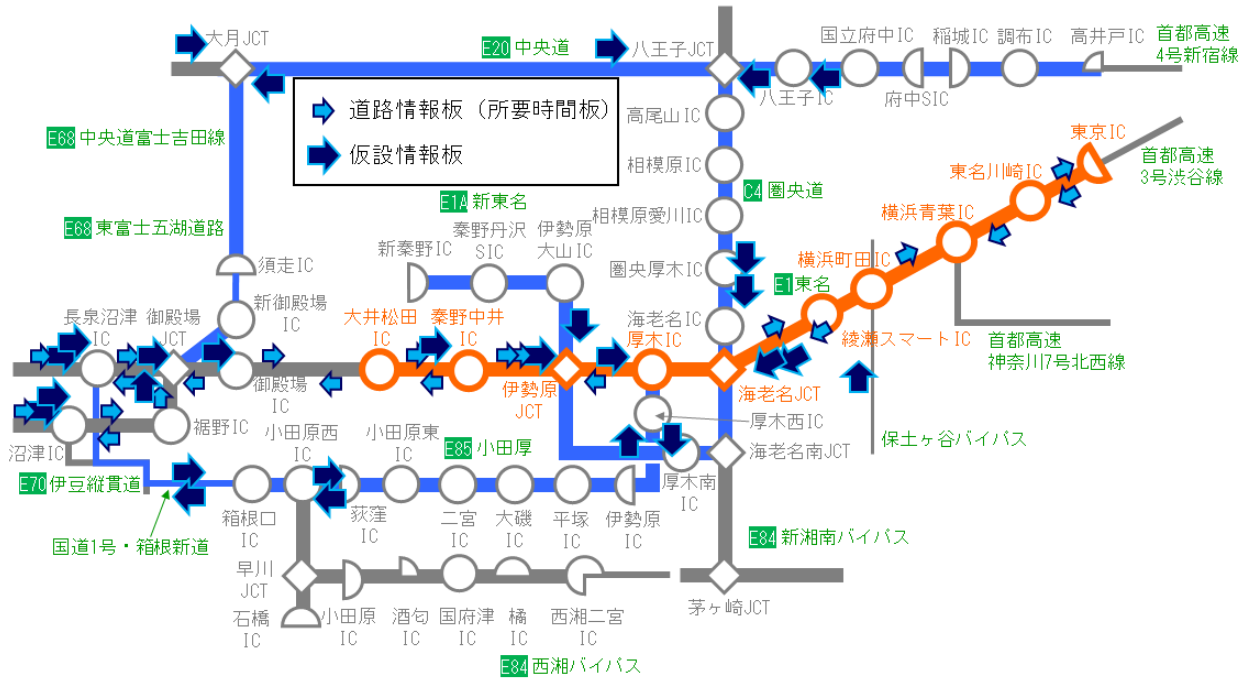 大月JCT
E20 中央道
八王子JCT
国立府中IC
稲城IC
調布IC
高井戸IC
首都高速
4号新宿線
八王子IC
府中SIC
道路情報板（所要時間板）
仮設情報板
高尾山IC
E68 中央道富士吉田線
相模原IC
東京IC
首都高速
3号渋谷線
東名川崎IC
E1A 新東名
C4 圏央道
横浜青葉IC
相模原愛川IC
E68 東富士五湖道路
新秦野IC
秦野丹沢
SIC
伊勢原
大山IC
圏央厚木IC
横浜町田IC
E1 東名
須走IC
新御殿場
IC
長泉沼津
IC
御殿場
JCT
大井松田
IC
秦野中井
IC
厚木IC
海老名IC
綾瀬スマートIC
首都高速
神奈川7号北西線
御殿場
IC
伊勢原
JCT
海老名JCT
厚木西IC
保土ヶ谷バイパス
沼津IC
裾野IC
小田原西
IC
小田原東
IC
E85 小田厚
海老名南JCT
厚木南
IC
E70 伊豆縦貫道
国道1号・箱根新道
箱根口
IC
荻窪
IC
二宮
IC
大磯
IC
平塚
IC
伊勢原
IC
E84 新湘南バイパス
早川
JCT
茅ヶ崎JCT
石橋
IC
小田原
IC
酒匂
IC
国府津
IC
橘
IC
西湘二宮
IC
E84 西湘バイパス